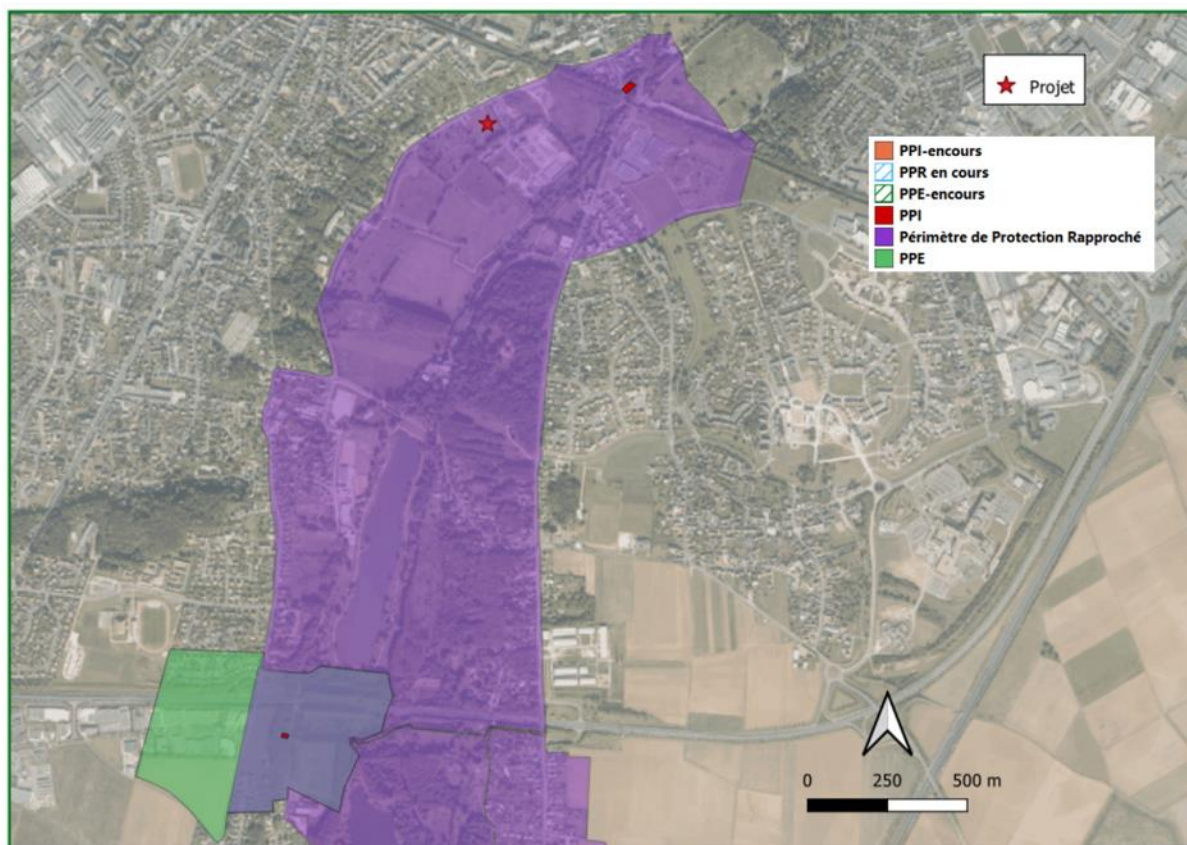 Projet
PPI-encours
PPR en cours
PPE-encours
PPI
Périmètre de Protection Rapproché
PPE
0 250 500 m